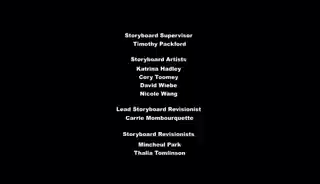 Storyboard Supervisor
Timothy Packford
Storyboard Artists
Katrina Hadley
Cory Toomey
David Wiebe
Nicole Wang
Lead Storyboard Revisionist
Carrie Mombourquette
Storyboard Revisionists
Mincheul Park
Thalia Tomlinson